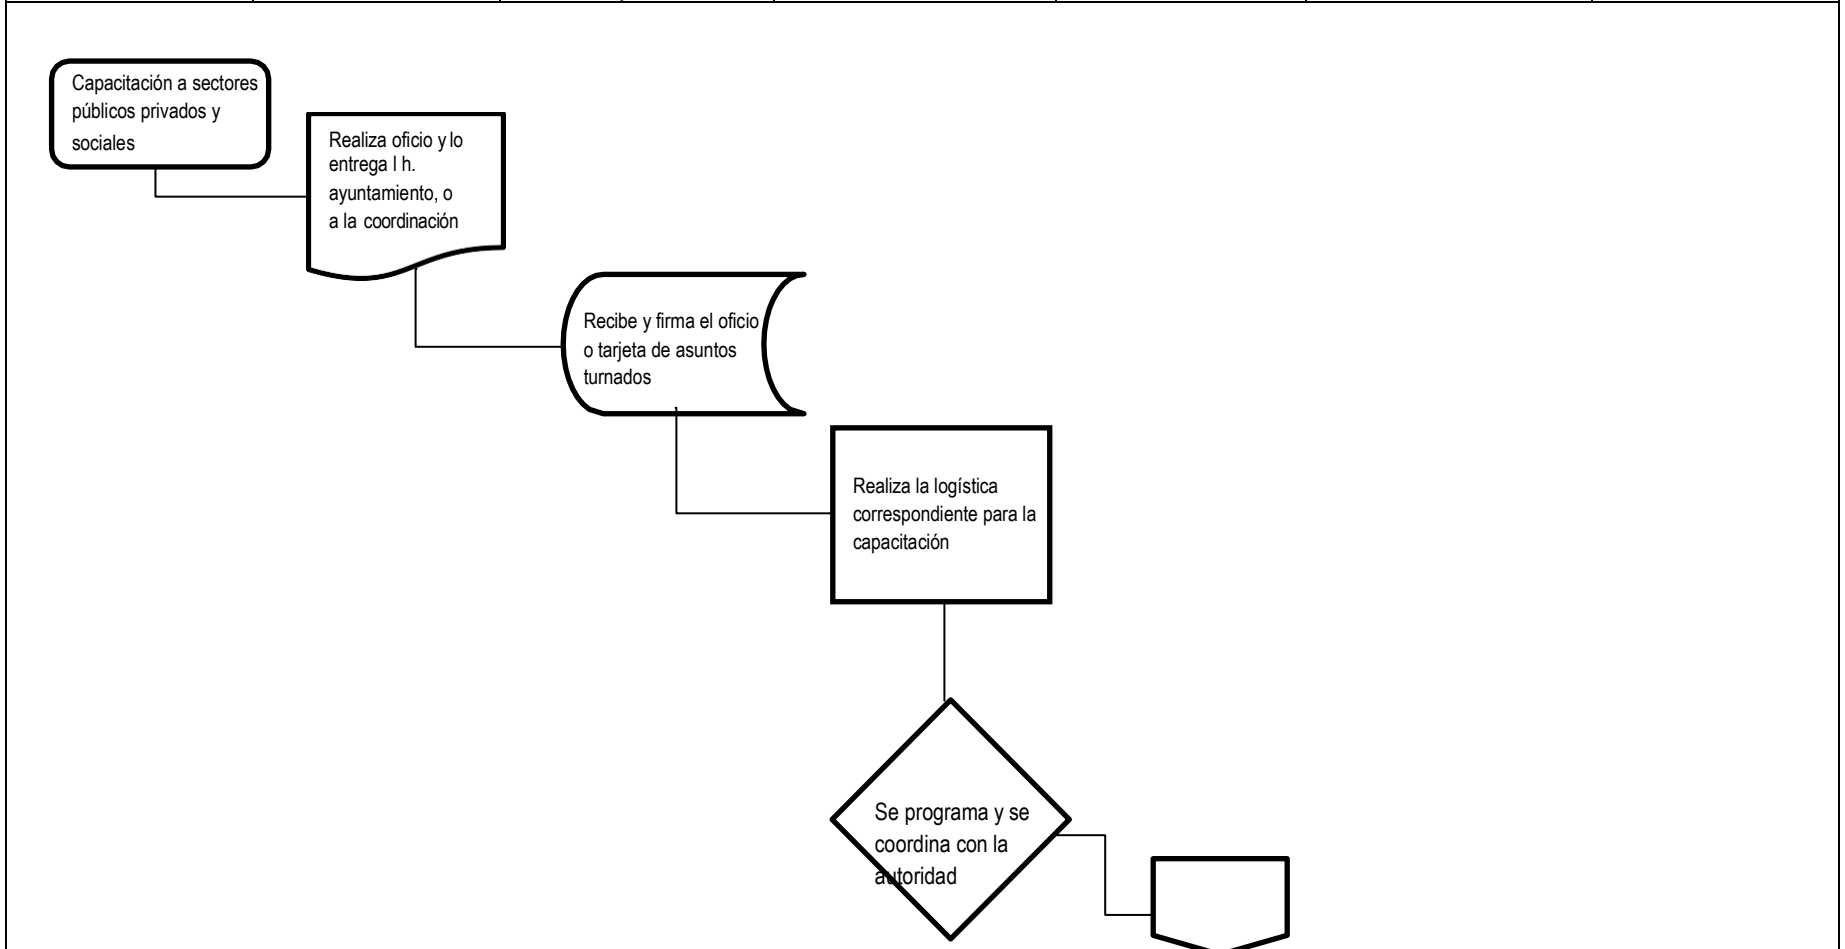 Capacitación a sectores
públicos privados y
sociales
Realiza oficio y lo
entrega l h.
ayuntamiento, o
a la coordinación
Recibe y firma el oficio
o tarjeta de asuntos
turnados
Realiza la logística
correspondiente para la
capacitación
Se programa y se
coordina con la
autoridad